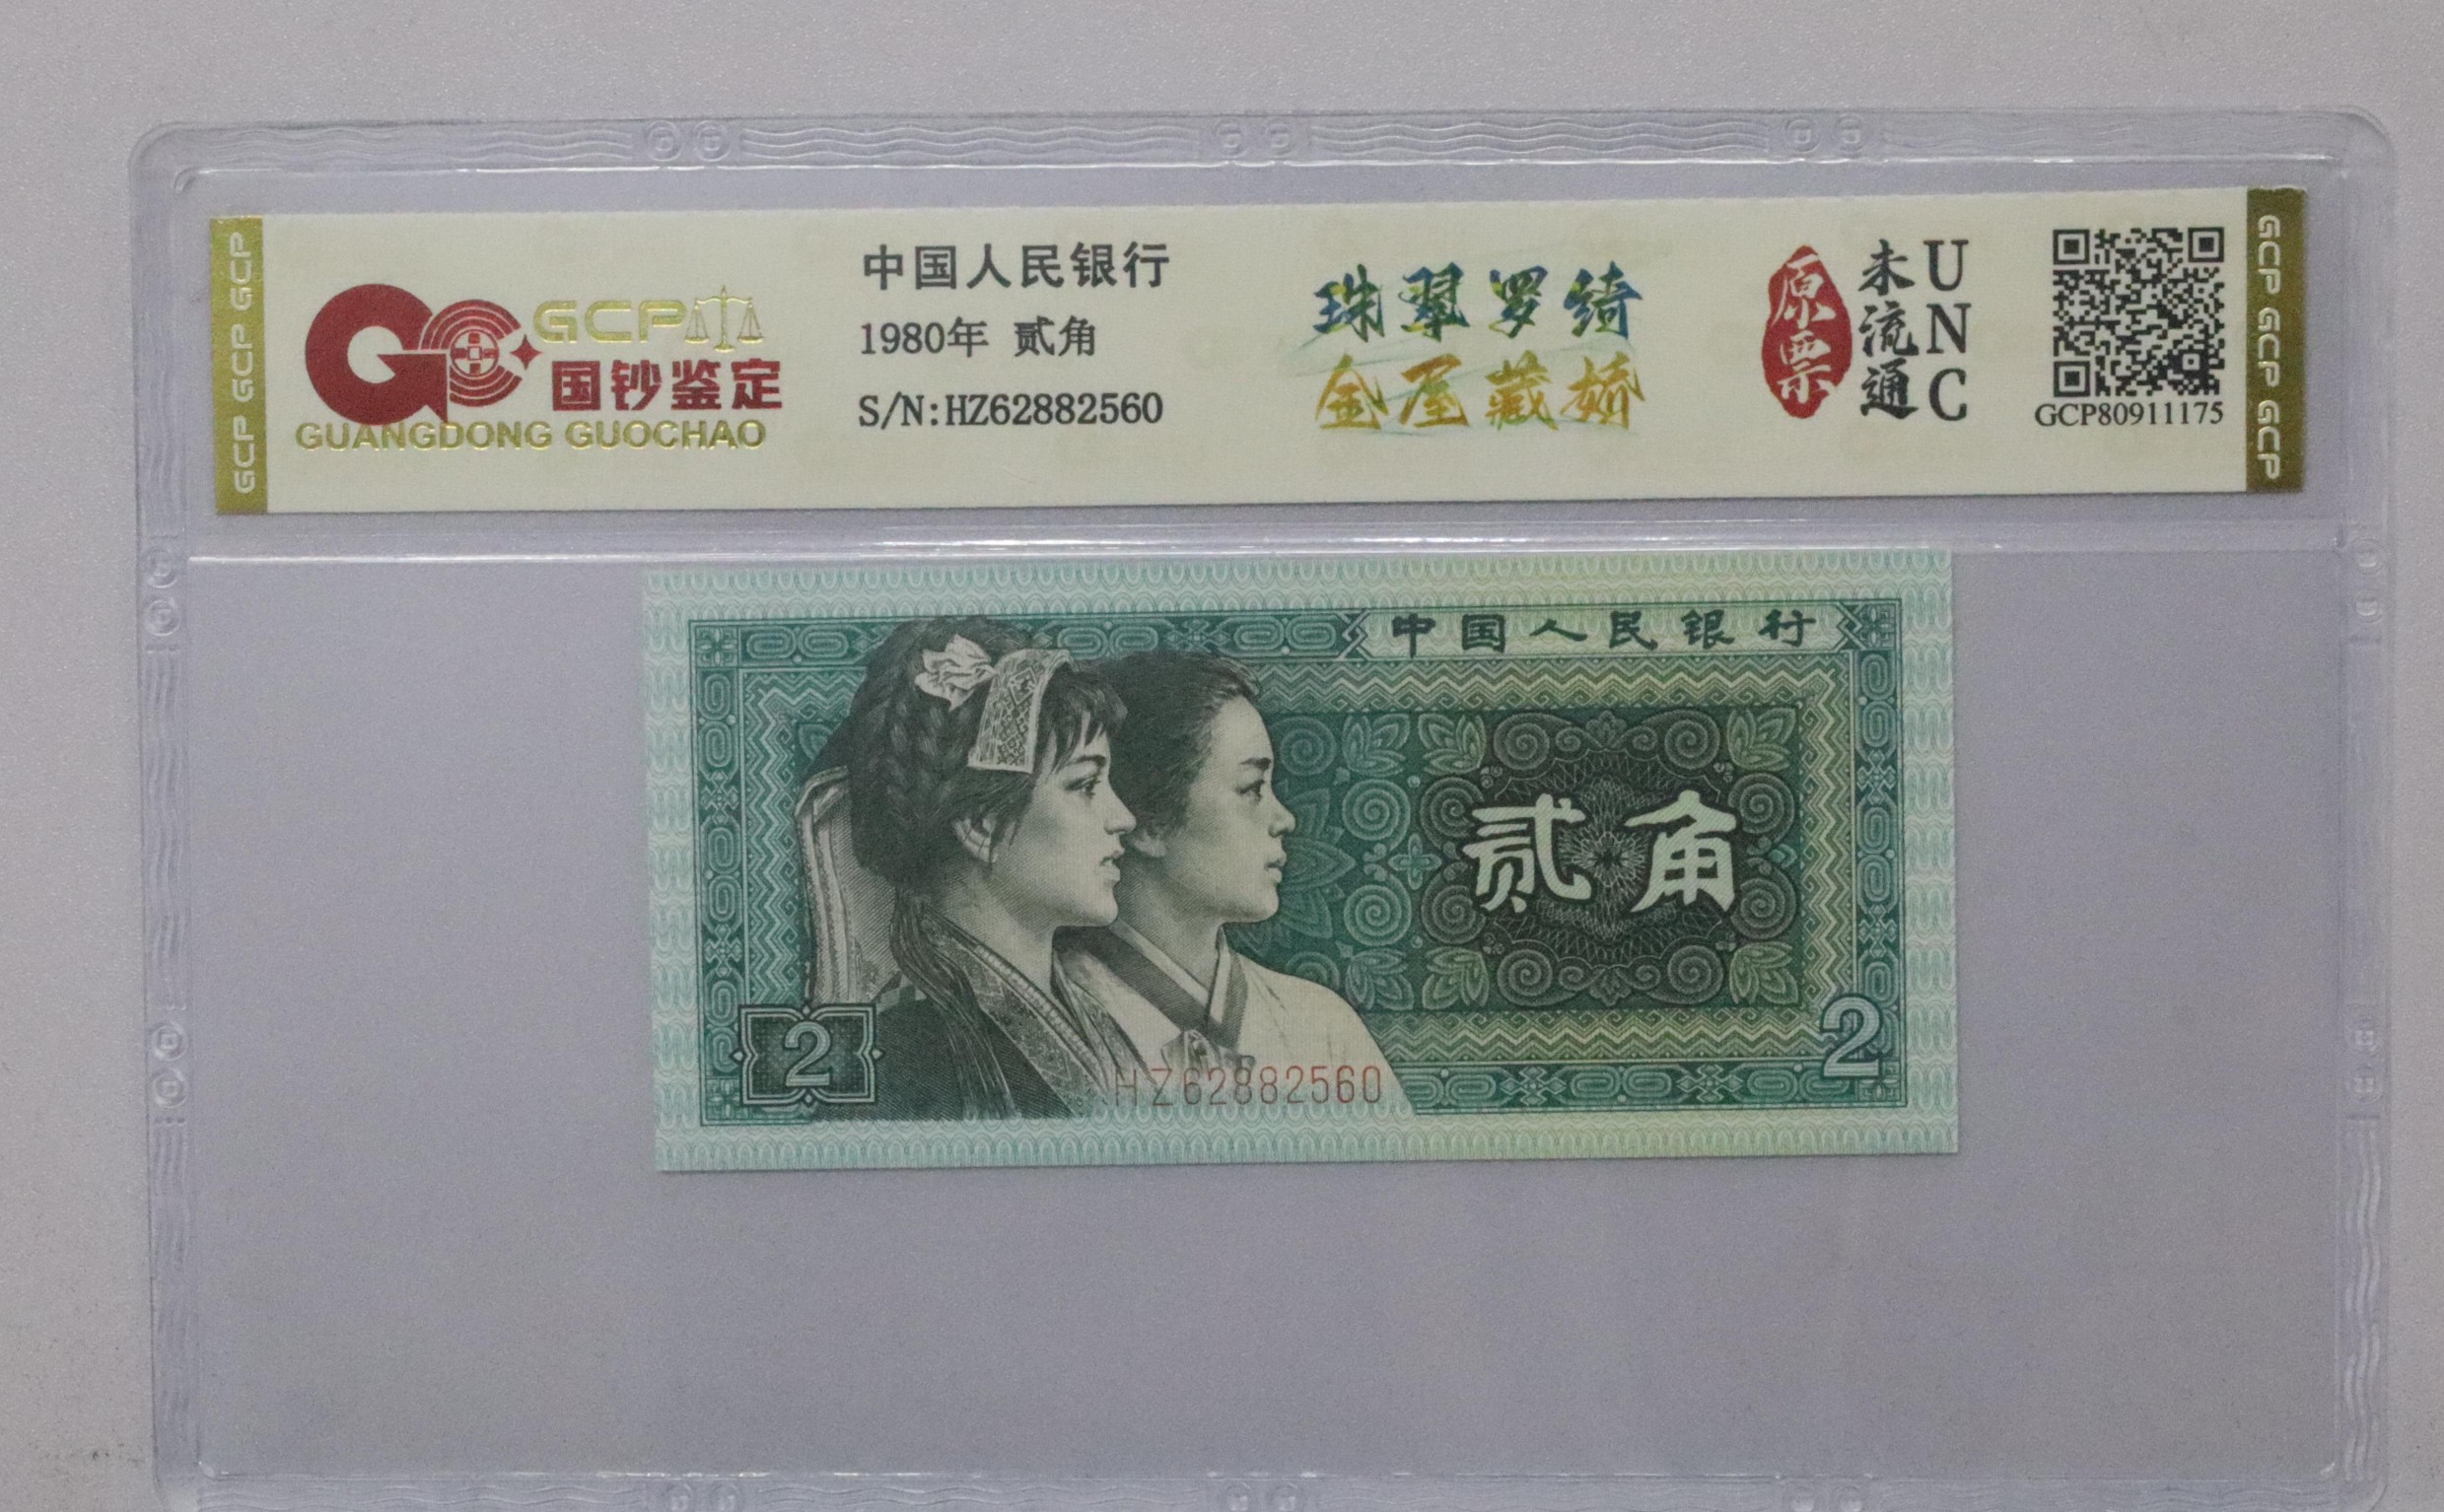 GCP GCP GCP
GCP
国钞鉴定
GUANGDONG GUOCHAO
中国人民银行
1980年 贰角
S/N:HZ62882560
珠翠罗绮
金屋藏娇
原票
未流通
UNC
GCP80911175
GCP GCP GCP
中国人民银行
贰角
2
2
HZ62882560